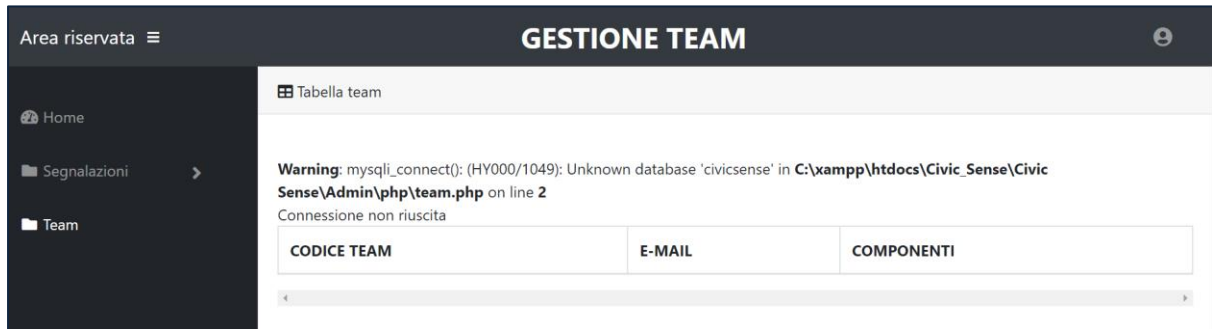 Area riservata
GESTIONE TEAM
Tabella team
Home
Segnalazioni
Team
Warning: mysqli_connect(): (HY000/1049): Unknown database 'civicsense' in C:\xampp\htdocs\Civic_Sense\Civic
Sense\Admin\php\team.php on line 2
Connessione non riuscita
CODICE TEAM E-MAIL COMPONENTI